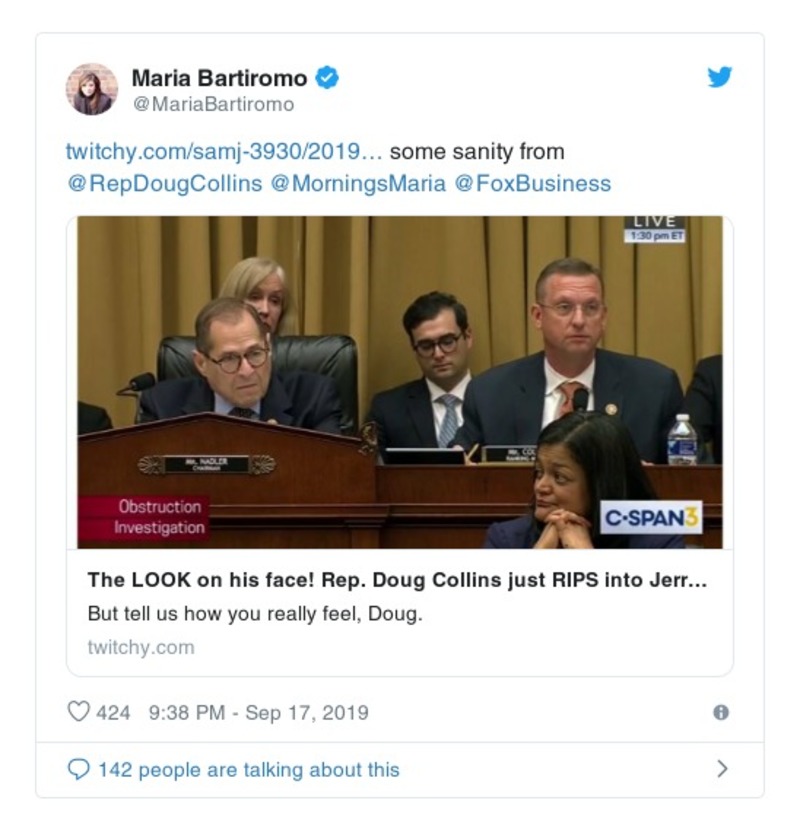 Maria Bartiromo
@MariaBartiromo
twitchy.com/samj-3930/2019… some sanity from
@RepDougCollins @MorningsMaria @FoxBusiness
LIVE
1:30 pm ET
MR. NADLER
CHAIRMAN
MR. COL
RANKING
Obstruction
Investigation
C-SPAN3
The LOOK on his face! Rep. Doug Collins just RIPS into Jerr...
But tell us how you really feel, Doug.
twitchy.com
424 9:38 PM - Sep 17, 2019
142 people are talking about this